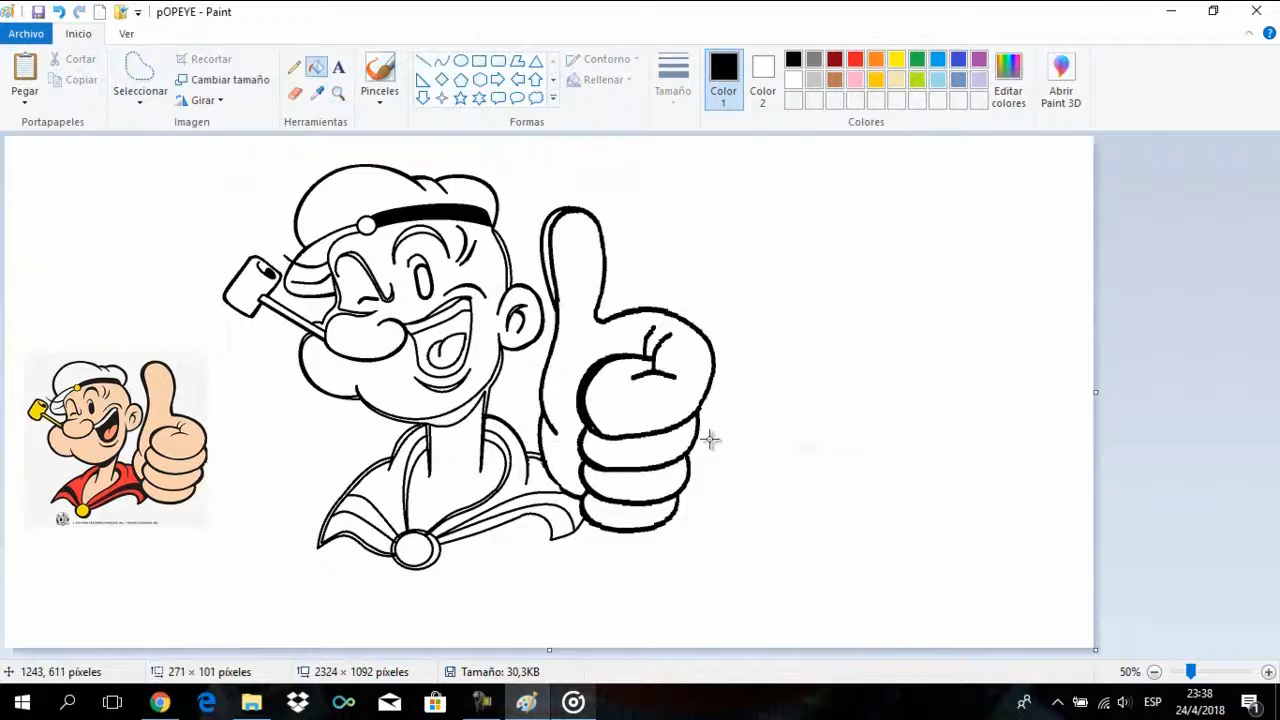 pOPEYE - Paint
Archivo Inicio Ver
Pegar
Cortar
Copiar
Portapapeles
Seleccionar
Recortar
Cambiar tamaño
Girar
Imagen
A
Herramientas
Pinceles
Contorno
Rellenar
Formas
Tamaño
Color 1
Color 2
Editar colores
Colores
Abrir Paint 3D
1243, 611 píxeles 271 × 101 píxeles 2324 × 1092 píxeles Tamaño: 30,3KB 50%
ESP
23:38
24/4/2018